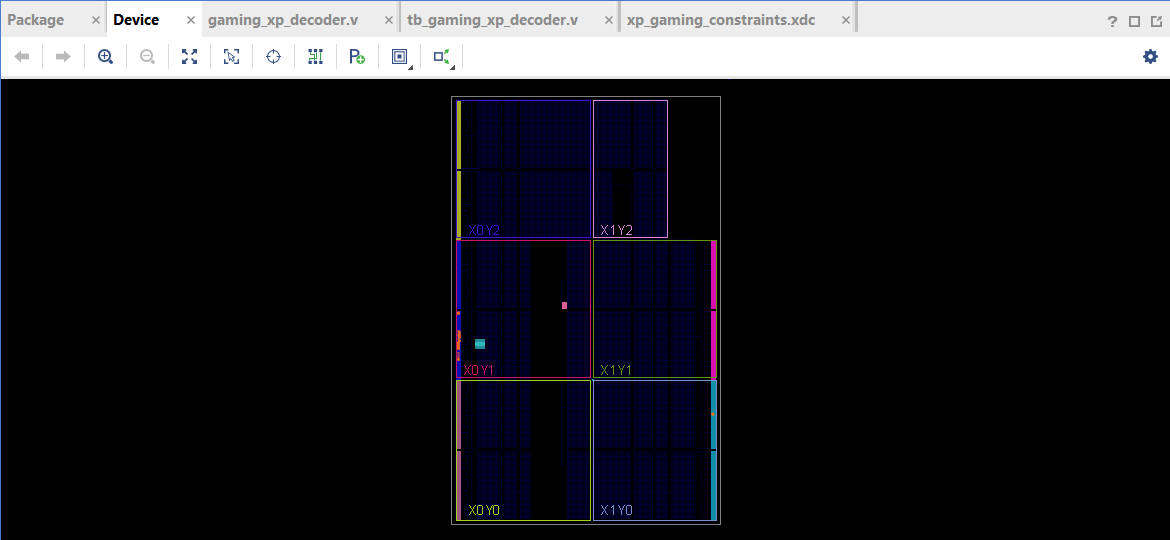 Package Device gaming_xp_decoder.v tb_gaming_xp_decoder.v xp_gaming_constraints.xdc
X0Y2 X1Y2
X0Y1 X1Y1
X0Y0 X1Y0